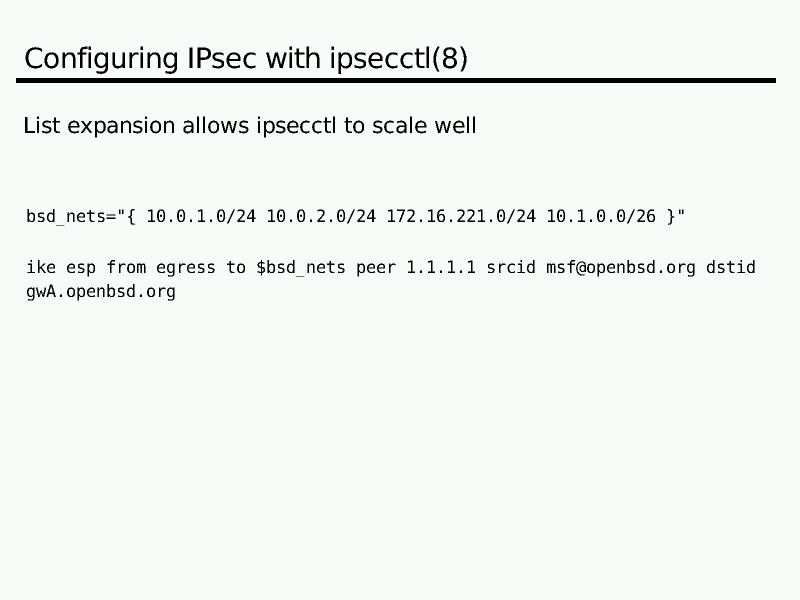 Configuring IPsec with ipsecctl(8)
List expansion allows ipsecctl to scale well
bsd_nets="{ 10.0.1.0/24 10.0.2.0/24 172.16.221.0/24 10.1.0.0/26 }"
ike esp from egress to $bsd_nets peer 1.1.1.1 srcid msf@openbsd.org dstid
gwA.openbsd.org